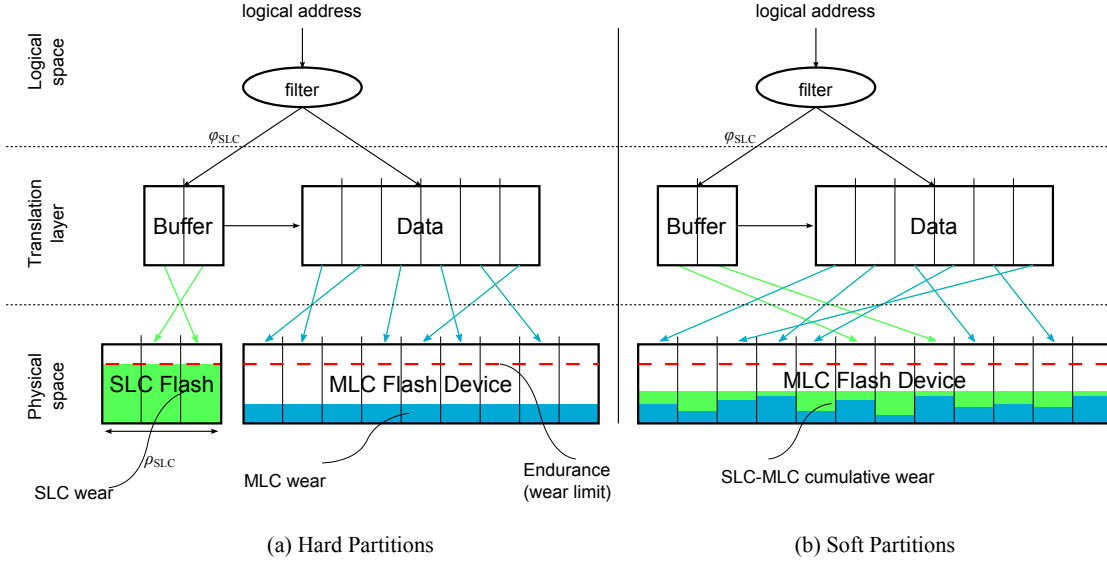 logical address
logical address
Logical
space
filter
filter
φSLC
φSLC
Translation
layer
Buffer
Data
Buffer
Data
Physical
space
SLC Flash
MLC Flash Device
MLC Flash Device
ρSLC
SLC wear
MLC wear
Endurance
(wear limit)
SLC-MLC cumulative wear
(a) Hard Partitions
(b) Soft Partitions